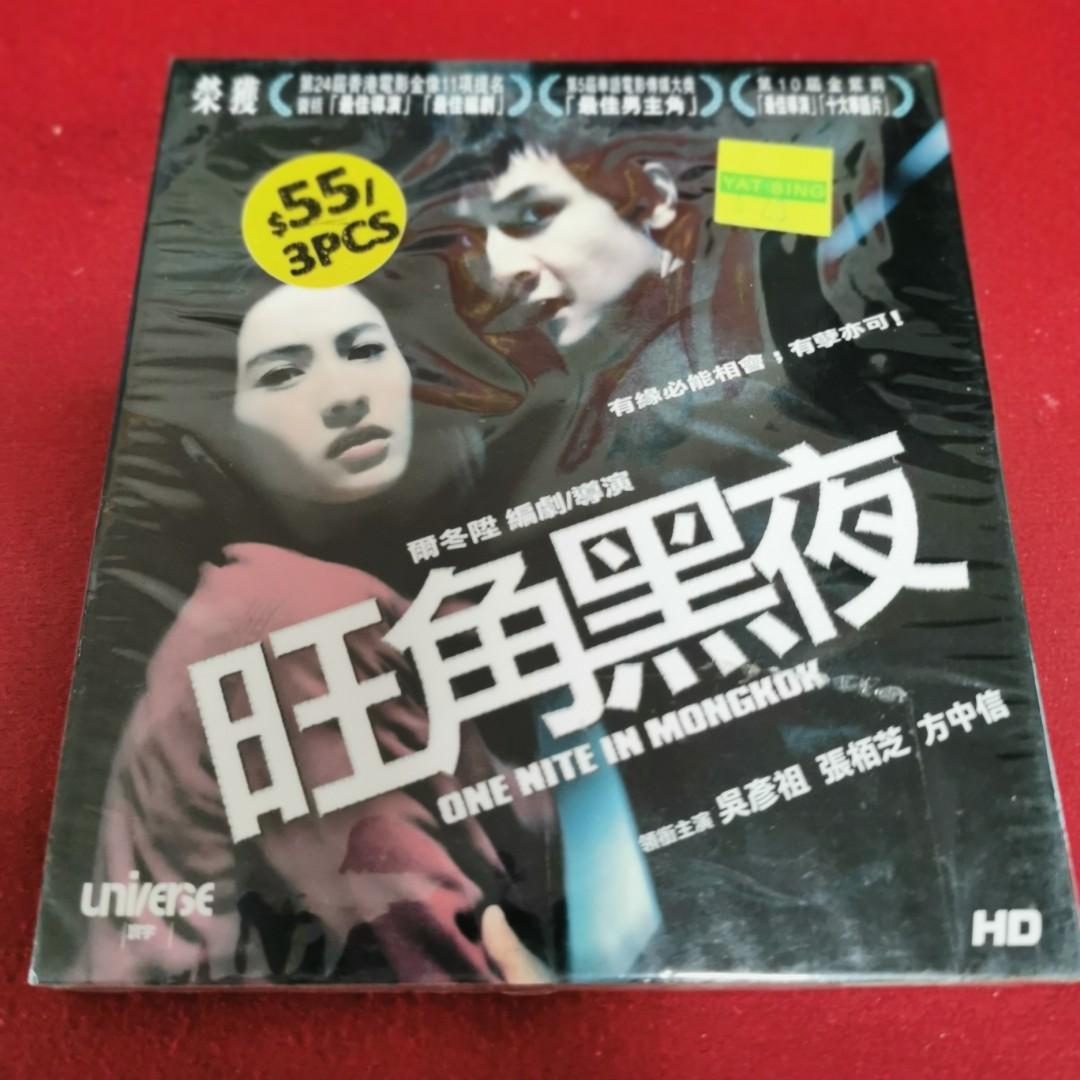 榮獲
第24屆香港電影金像11項提名
囊括「最佳導演」「最佳編劇」
第5屆華語電影傳媒大獎
「最佳男主角」
第10屆金紫荊
「最佳導演」「十大華語片」
$55/
3PCS
YAT SING
有緣必能相會；有孽亦可！
爾冬陞 編劇/導演
旺角黑夜
ONE NITE IN MONGKOK
領銜主演 吳彥祖 張栢芝 方中信
UNIVERSE
寰宇
HD